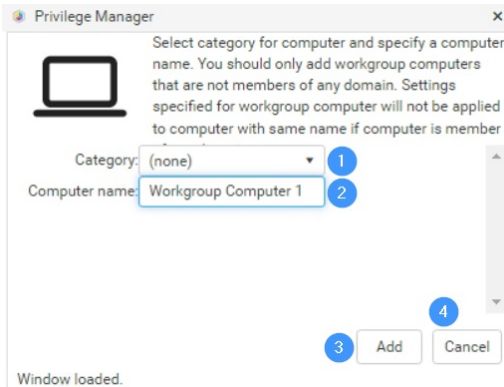 Privilege Manager
Select category for computer and specify a computer
name. You should only add workgroup computers
that are not members of any domain. Settings
specified for workgroup computer will not be applied
to computer with same name if computer is member
Category: (none) 1
Computer name: Workgroup Computer 1 2
4
3 Add Cancel
Window loaded.